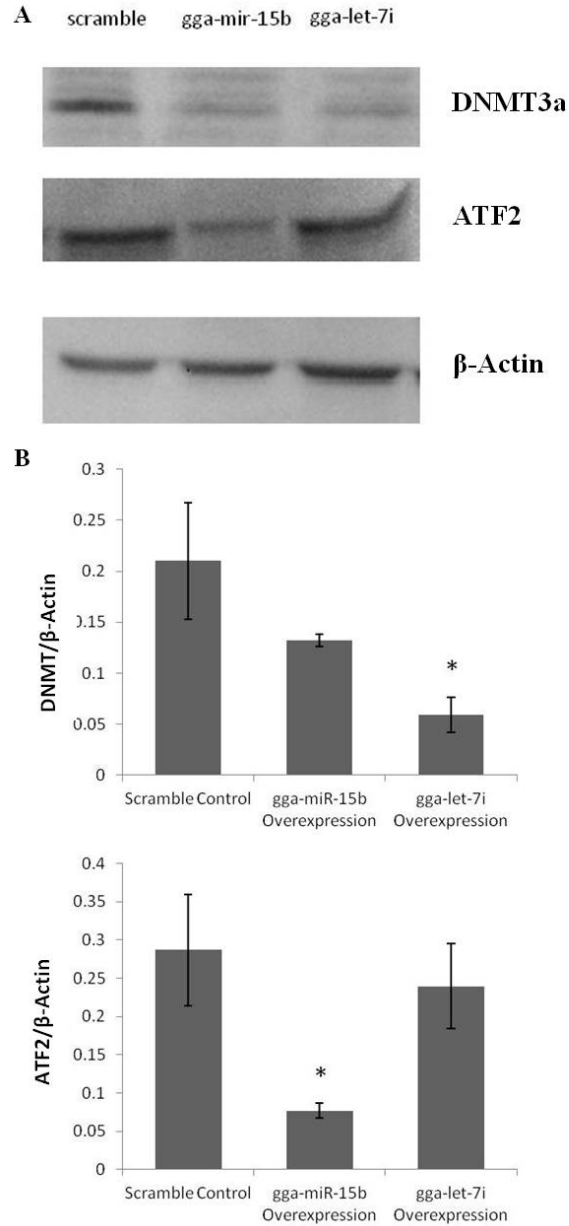 A
scramble gga-mir-15b gga-let-7i
DNMT3a
ATF2
β-Actin
B
DNMT/β-Actin
0.3
0.25
0.2
0.15
0.1
0.05
0
*
Scramble Control
gga-miR-15b
Overexpression
gga-let-7i
Overexpression
ATF2/β-Actin
0.4
0.35
0.3
0.25
0.2
0.15
0.1
0.05
0
*
Scramble Control
gga-miR-15b
Overexpression
gga-let-7i
Overexpression